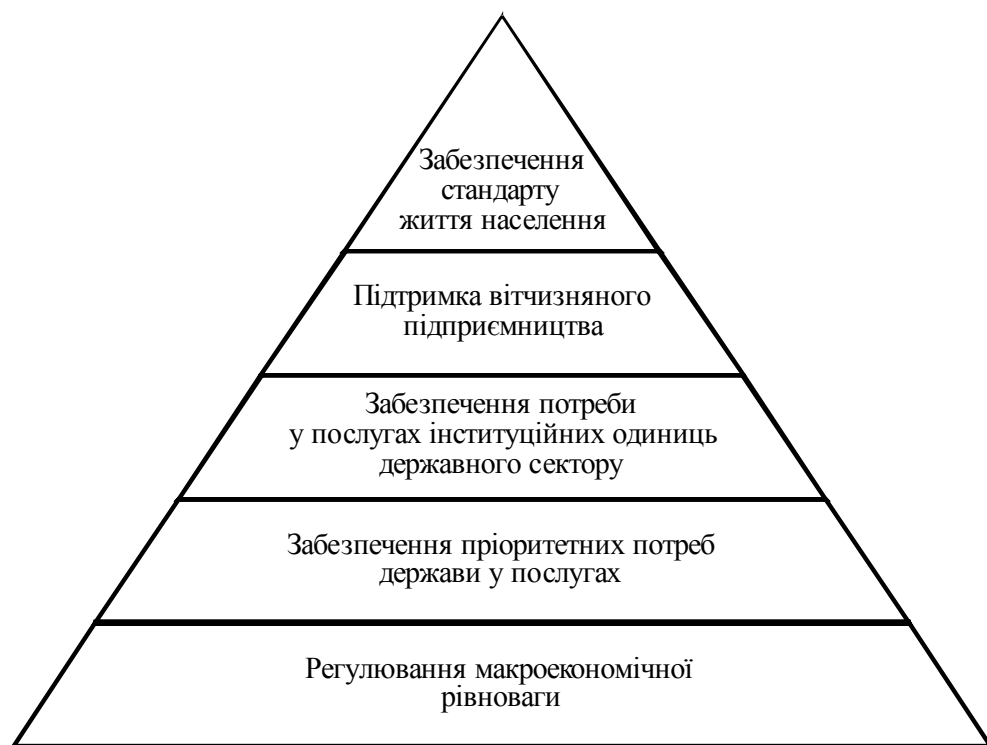 Забезпечення
стандарту
життя населення
Підтримка вітчизняного
підприємництва
Забезпечення потреби
у послугах інституційних одиниць
державного сектору
Забезпечення пріоритетних потреб
держави у послугах
Регулювання макроекономічної
рівноваги